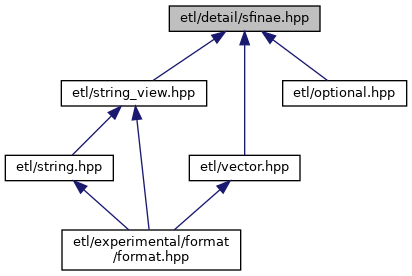 etl/detail/sfinae.hpp
etl/string_view.hpp
etl/optional.hpp
etl/string.hpp
etl/vector.hpp
etl/experimental/format
/format.hpp